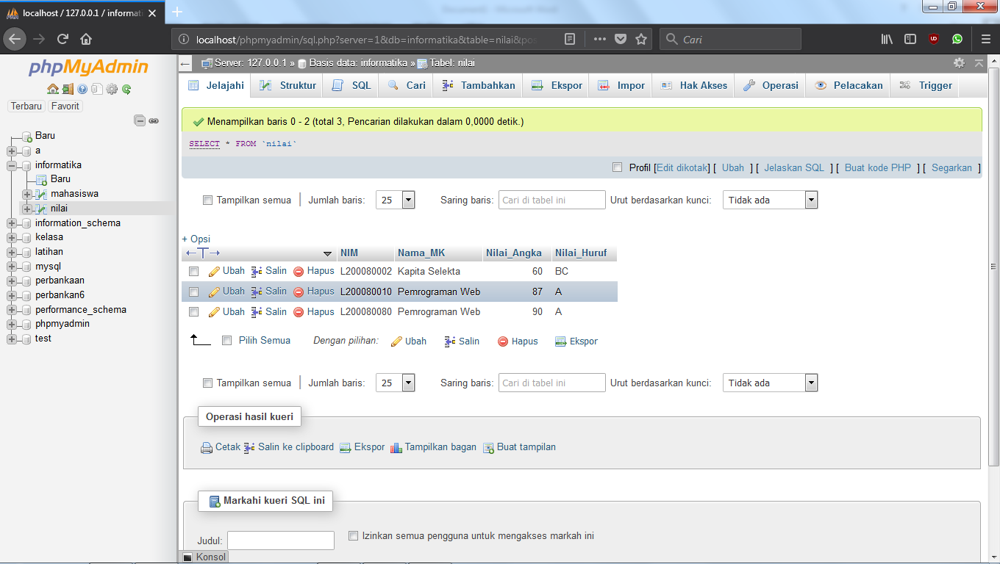 localhost / 127.0.0.1 / informati
localhost/phpmyadmin/sql.php?server=1&db=informatika&table=nilai&pos
Cari
phpMyAdmin
Terbaru Favorit
Baru
a
informatika
Baru
mahasiswa
nilai
information_schema
kelasa
latihan
mysql
perbankaan
perbankan6
performance_schema
phpmyadmin
test
Server: 127.0.0.1 » Basis data: informatika » Tabel: nilai
Jelajahi Struktur SQL Cari Tambahkan Ekspor Impor Hak Akses Operasi Pelacakan Trigger
Menampilkan baris 0 - 2 (total 3, Pencarian dilakukan dalam 0,0000 detik.)
SELECT * FROM `nilai`
Profil [Edit dikotak] [ Ubah ] [ Jelaskan SQL ] [ Buat kode PHP ] [ Segarkan ]
Tampilkan semua | Jumlah baris: 25 Saring baris: Cari di tabel ini Urut berdasarkan kunci: Tidak ada
+ Opsi
←T→ NIM Nama_MK Nilai_Angka Nilai_Huruf
Ubah Salin Hapus L200080002 Kapita Selekta 60 BC
Ubah Salin Hapus L200080010 Pemrograman Web 87 A
Ubah Salin Hapus L200080080 Pemrograman Web 90 A
Pilih Semua Dengan pilihan: Ubah Salin Hapus Ekspor
Tampilkan semua | Jumlah baris: 25 Saring baris: Cari di tabel ini Urut berdasarkan kunci: Tidak ada
Operasi hasil kueri
Cetak Salin ke clipboard Ekspor Tampilkan bagan Buat tampilan
Markahi kueri SQL ini
Judul: Izinkan semua pengguna untuk mengakses markah ini
Konsol